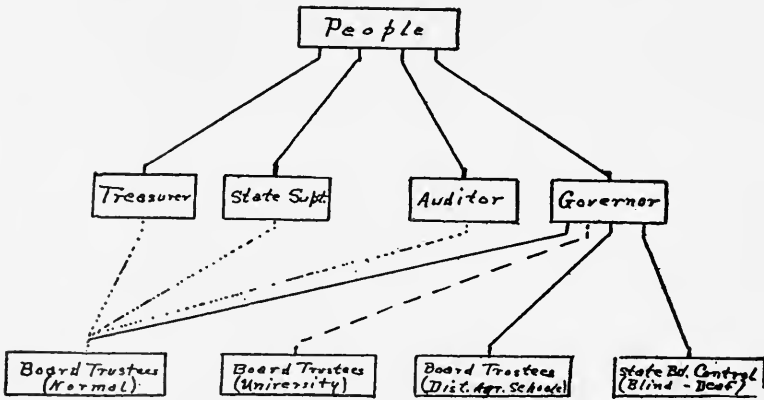 People
Treasurer
State Supt
Auditor
Governor
Board Trustees
(Normal)
Board Trustees
(University)
Board Trustees
(Dist. Agr. Schools)
State Bd. Control
(Blind - Deaf)